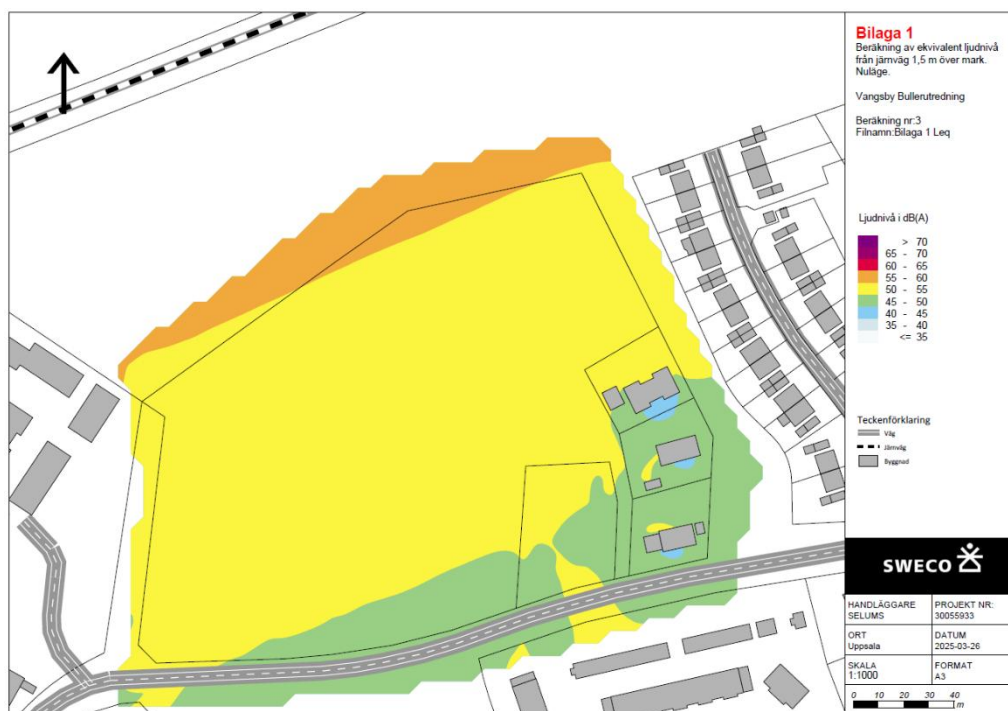 Bilaga 1
Beräkning av ekvivalent ljudnivå
från järnväg 1,5 m över mark.
Nuläge.
Vangsby Bullerutredning
Beräkning nr:3
Filnamn:Bilaga 1 Leq
Ljudnivå i dB(A)
> 70
65 - 70
60 - 65
55 - 60
50 - 55
45 - 50
40 - 45
35 - 40
<= 35
Teckenförklaring
Väg
Järnväg
Byggnad
SWECO
HANDLÄGGARE
SELUMS
PROJEKT NR:
30055933
ORT
Uppsala
DATUM
2025-03-26
SKALA
1:1000
FORMAT
A3
0 10 20 30 40
m